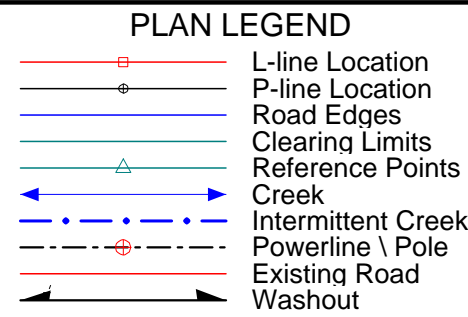 PLAN LEGEND
L-line Location
P-line Location
Road Edges
Clearing Limits
Reference Points
Creek
Intermittent Creek
Powerline \ Pole
Existing Road
Washout